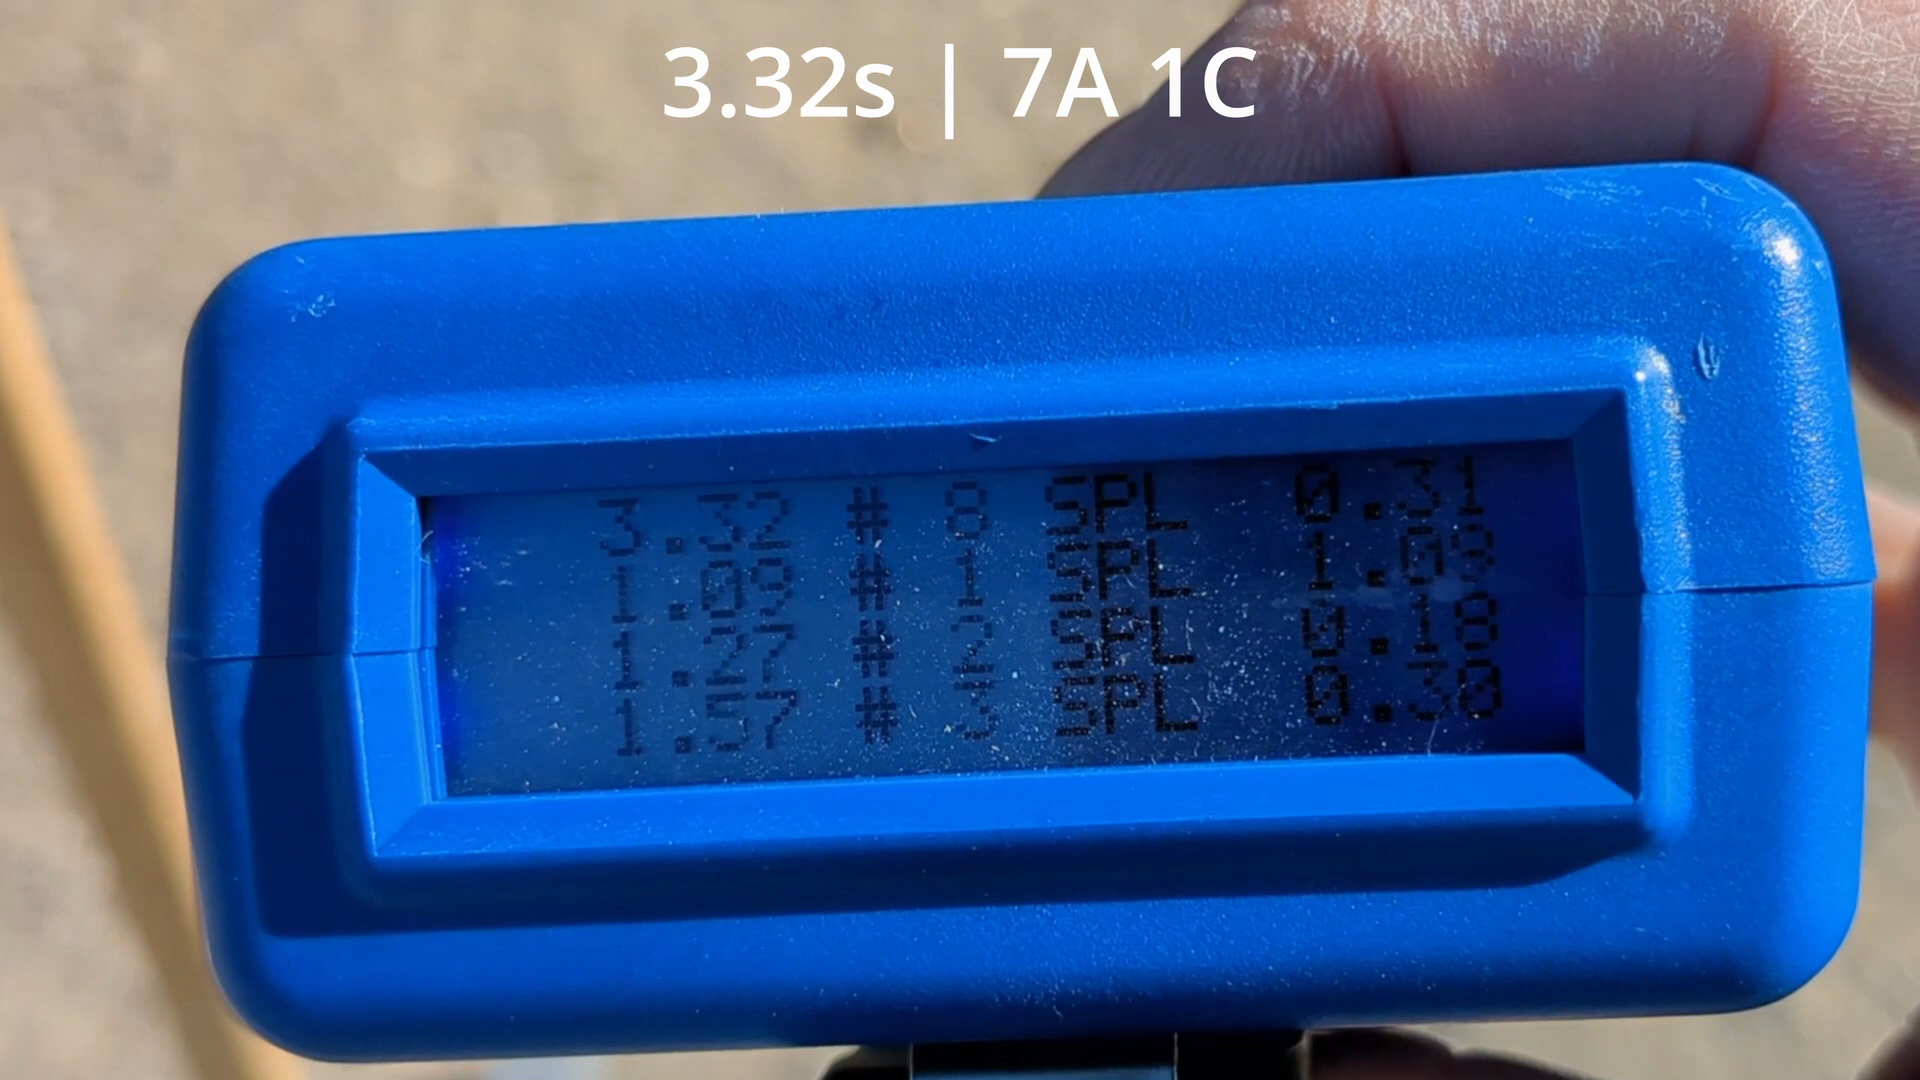 3.32s | 7A 1C
3.32 # 8 SPL 0.31
1.09 # 1 SPL 1.09
1.27 # 2 SPL 0.18
1.57 # 3 SPL 0.30